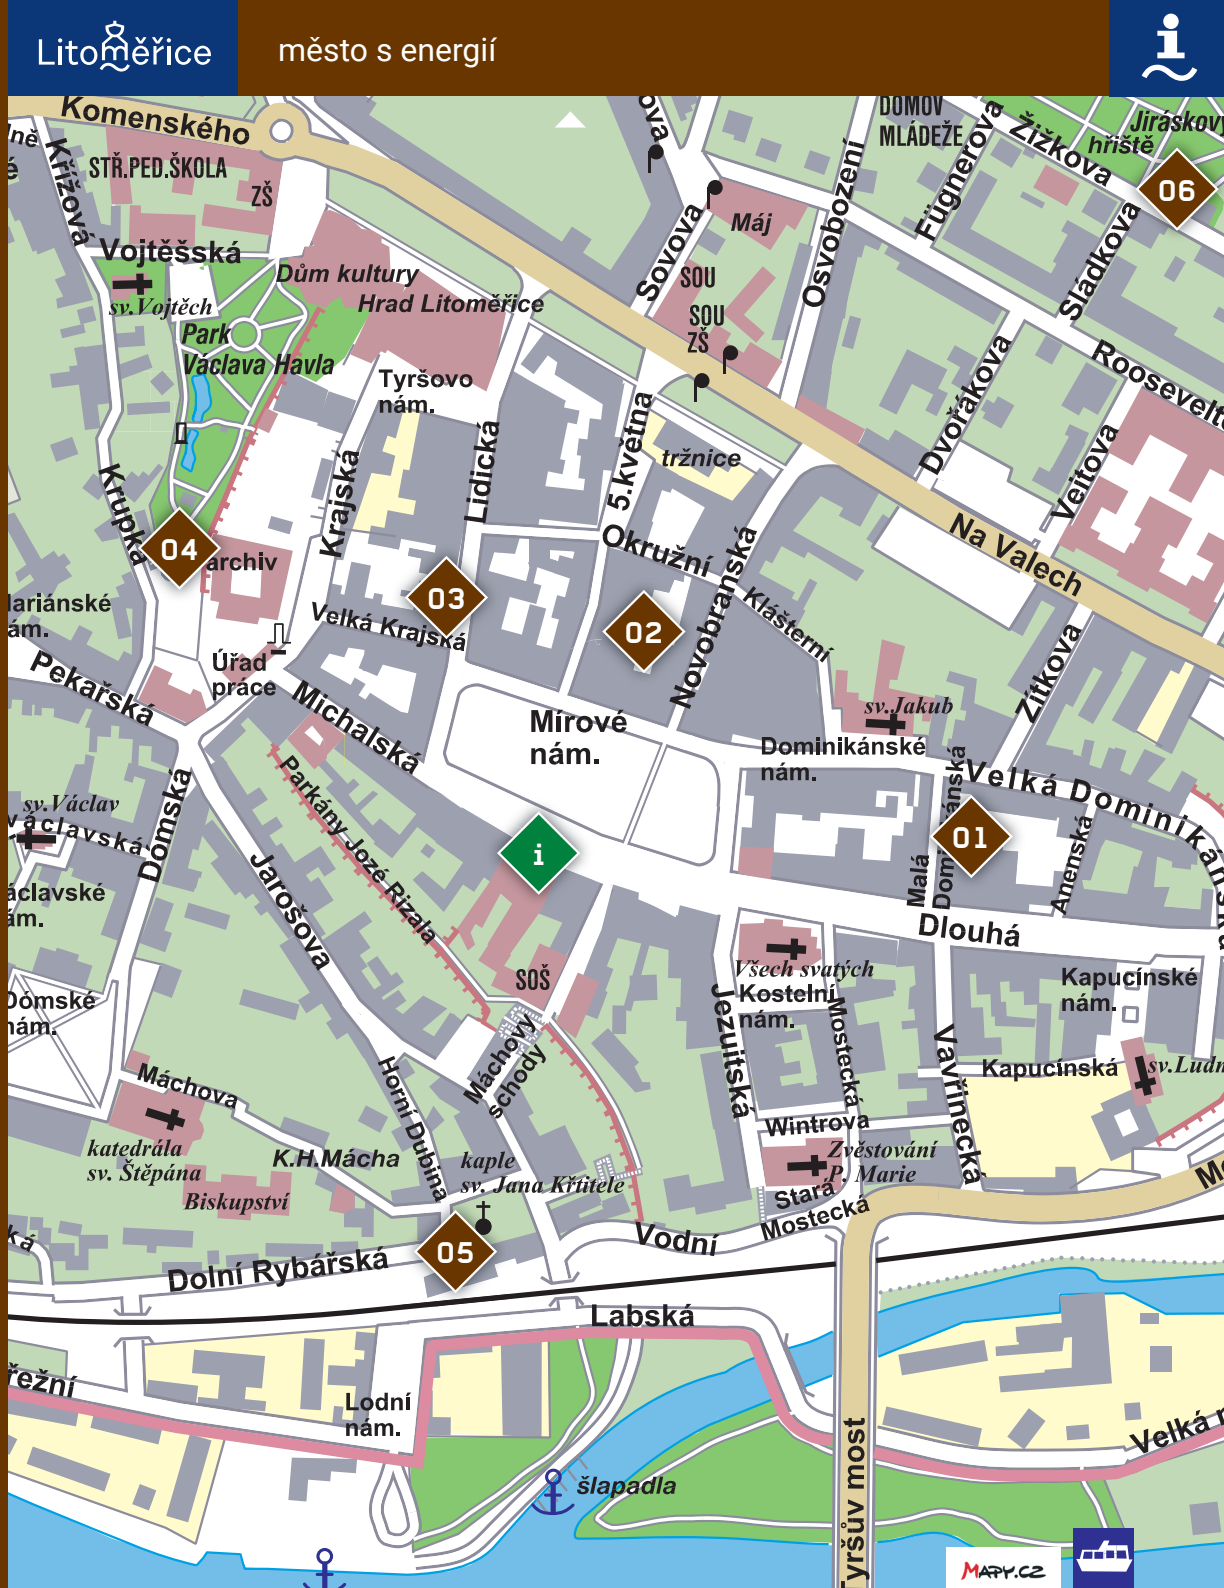 Litoměřice
město s energií
i
Komenského
Křížová
STŘ.PED.ŠKOLA
ZŠ
Vojtěšská
sv.Vojtěch
Park
Václava Havla
Dům kultury
Hrad Litoměřice
Tyršovo
nám.
Sovova
Máj
SOU
SOU
ZŠ
Osvobození
DOMOV
MLÁDEŽE
Fügnerova
Žižkova
hřiště
06
Sládkova
Dvořákova
Veitova
Na Valech
Krupka
04
archiv
Krajská
Lidická
5.května
tržnice
Okružní
Novobranská
Klášterní
03
02
Velká Krajská
Úřad
práce
Pekařská
Michalská
Mírové
nám.
sv.Jakub
Dominikánské
nám.
Žitkova
Velká Dominikánská
01
Malá
Anenská
Dlouhá
sv.Václav
Dómská
Parkány Jozé Rizala
i
Jarošova
SOŠ
Máchovy
schody
Všech svatých
Kostelní
nám.
Jezuitská
Mostecká
Vavřinecká
Kapucínské
nám.
Kapucínská
Wintrova
Zvěstování
P. Marie
Stará
Mostecká
Máchova
katedrála
sv. Štěpána
Biskupství
K.H.Mácha
Horní Dubina
kaple
sv. Jana Křtitele
05
Dolní Rybářská
Vodní
Labská
Lodní
nám.
šlapadla
Tyršův most
Velká
MAPY.CZ